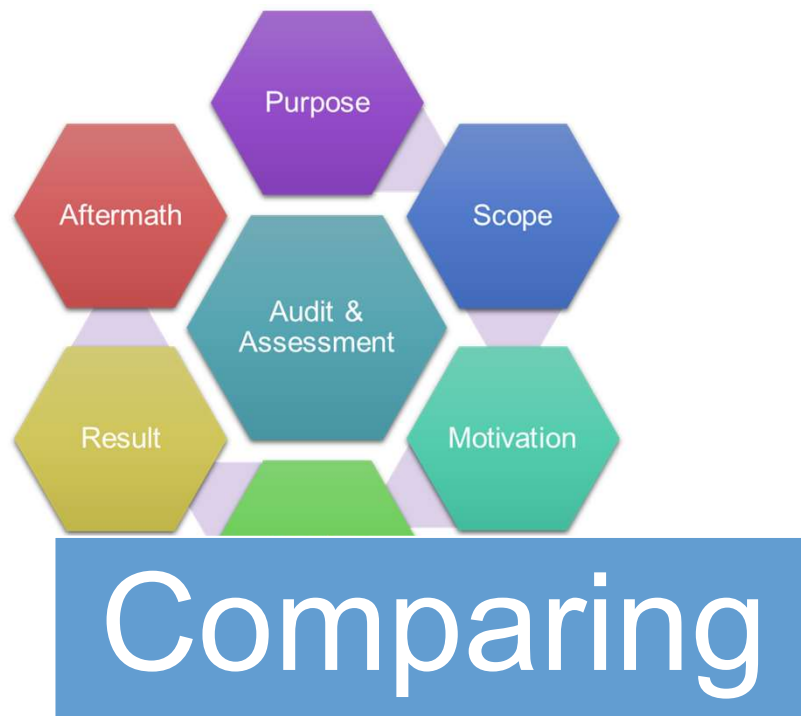 Purpose
Aftermath
Scope
Audit &
Assessment
Result
Motivation
Comparing